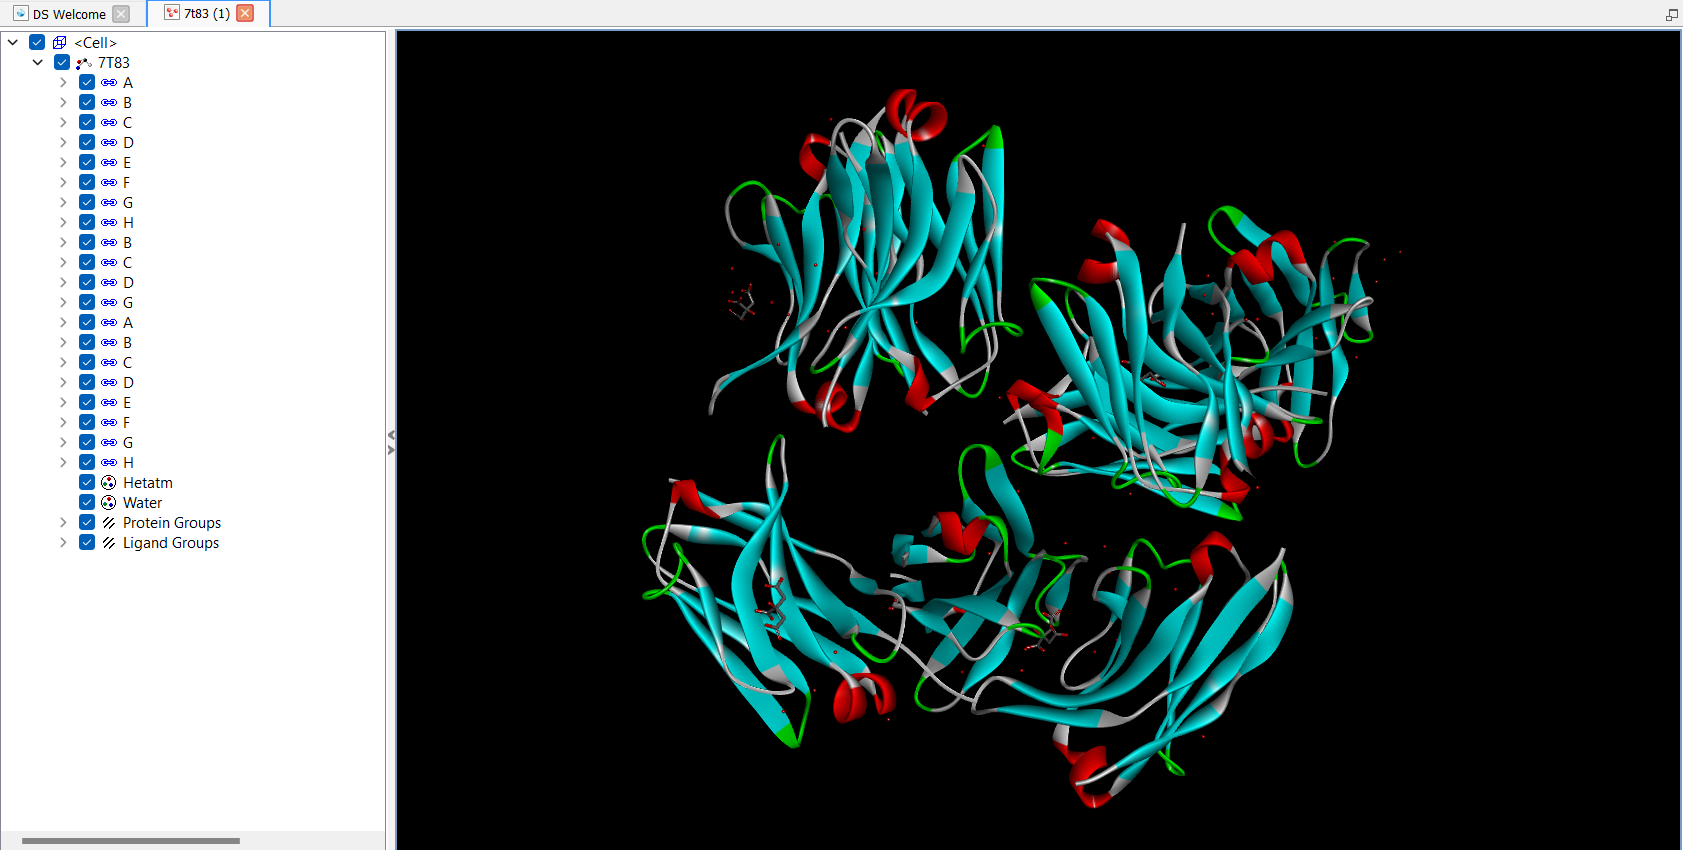 DS Welcome
7t83 (1)
<Cell>
7T83
A
B
C
D
E
F
G
H
B
C
D
G
A
B
C
D
E
F
G
H
Hetatm
Water
Protein Groups
Ligand Groups